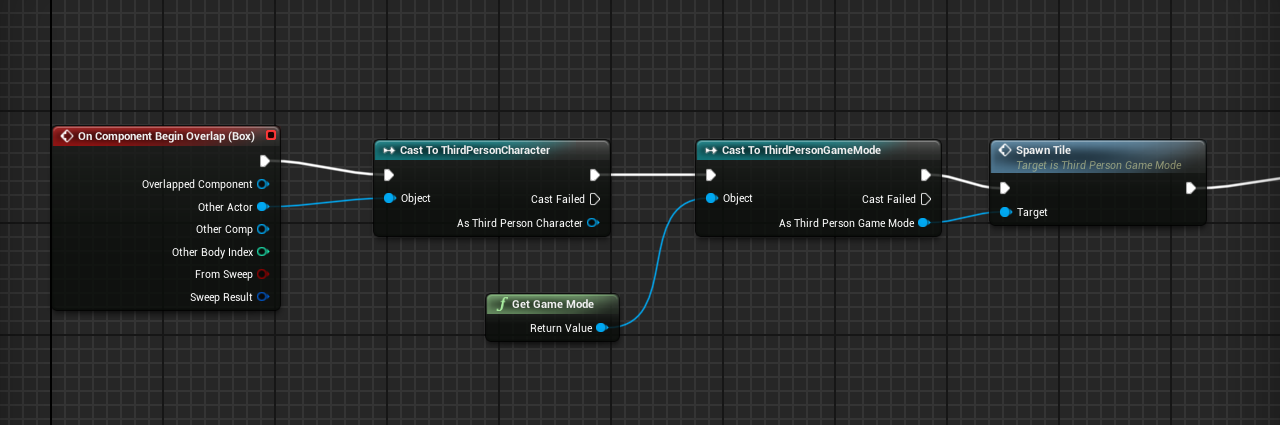 On Component Begin Overlap (Box)
Overlapped Component
Other Actor
Other Comp
Other Body Index
From Sweep
Sweep Result
Cast To ThirdPersonCharacter
Object
Cast Failed
As Third Person Character
f Get Game Mode
Return Value
Cast To ThirdPersonGameMode
Object
Cast Failed
As Third Person Game Mode
Spawn Tile
Target is Third Person Game Mode
Target